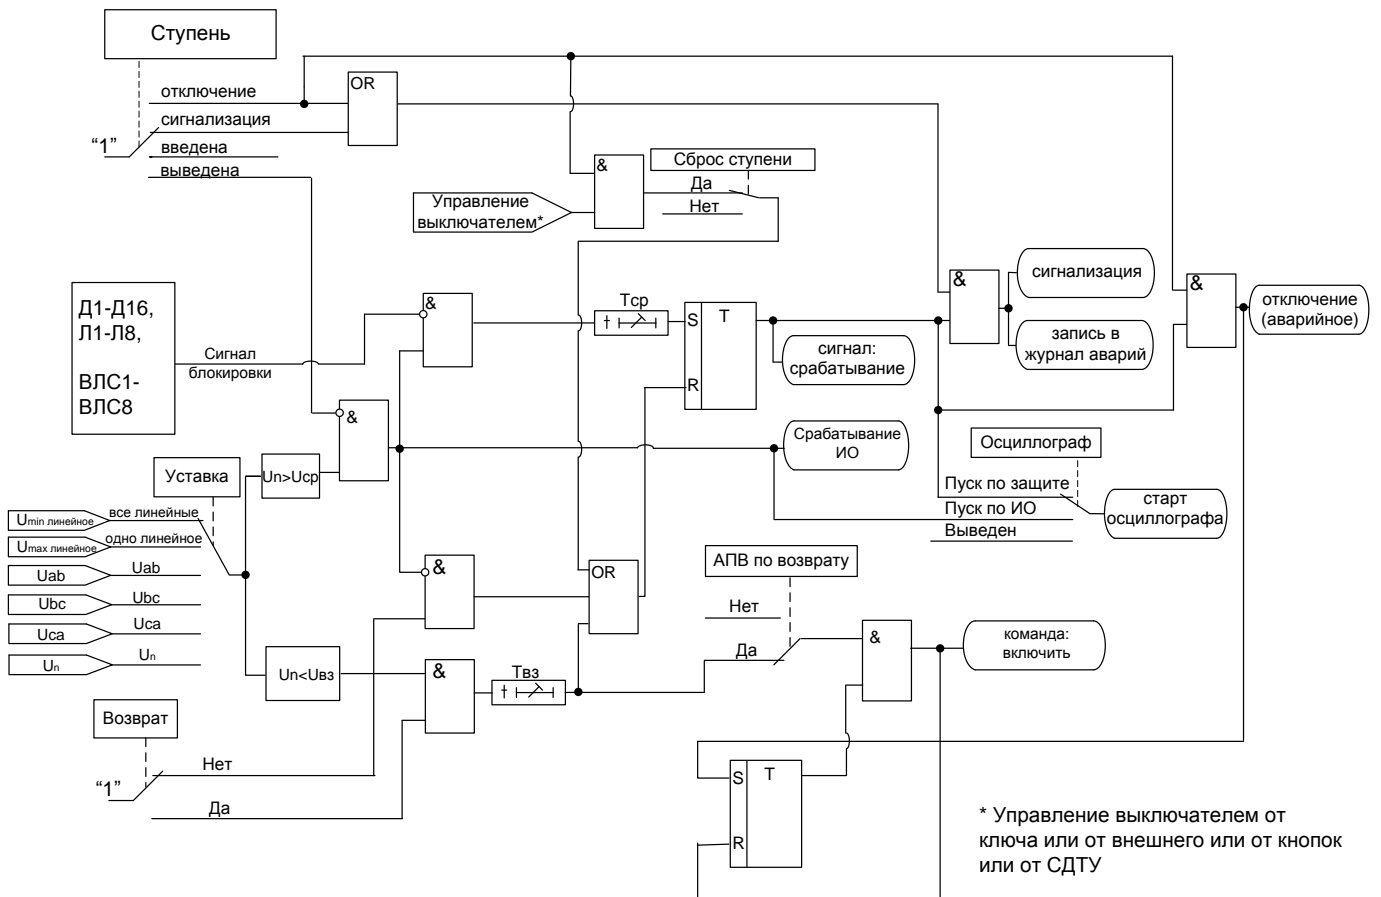 Ступень
отключение
сигнализация
"1"
введена
выведена
OR
&
Сброс ступени
Да
Нет
Управление
выключателем*
Д1-Д16,
Л1-Л8,
ВЛС1-
ВЛС8
Сигнал
блокировки
&
Тср
S T
R
сигнал:
срабатывание
&
сигнализация
запись в
журнал аварий
&
отключение
(аварийное)
&
Срабатывание
ИО
Осциллограф
Пуск по защите
Пуск по ИО
Выведен
старт
осциллографа
Уставка
Un>Uср
Umin линейное
все линейные
Umax линейное
одно линейное
Uab
Uab
Ubc
Ubc
Uca
Uca
Un
Un
Un<Uвз
&
&
Твз
OR
АПВ по возврату
Нет
Да
&
команда:
включить
Возврат
"1"
Нет
Да
S T
R
* Управление выключателем от
ключа или от внешнего или от кнопок
или от СДТУ